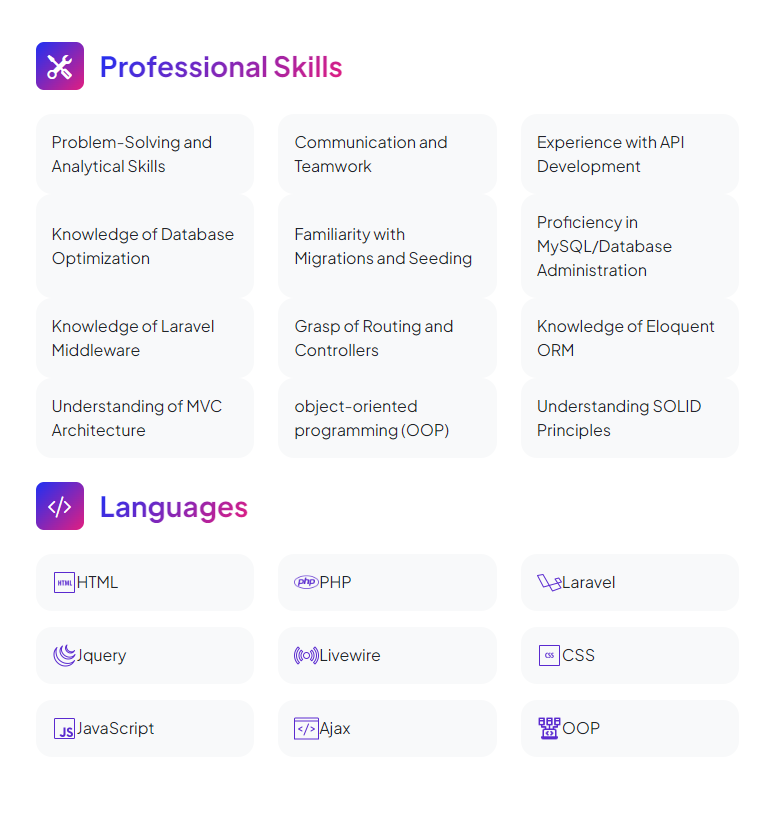 Professional Skills
Problem-Solving and
Analytical Skills
Communication and
Teamwork
Experience with API
Development
Knowledge of Database
Optimization
Familiarity with
Migrations and Seeding
Proficiency in
MySQL/Database
Administration
Knowledge of Laravel
Middleware
Grasp of Routing and
Controllers
Knowledge of Eloquent
ORM
Understanding of MVC
Architecture
object-oriented
programming (OOP)
Understanding SOLID
Principles
</> Languages
HTML HTML
php PHP
Laravel
Jquery
Livewire
CSS CSS
JS JavaScript
</> Ajax
OOP